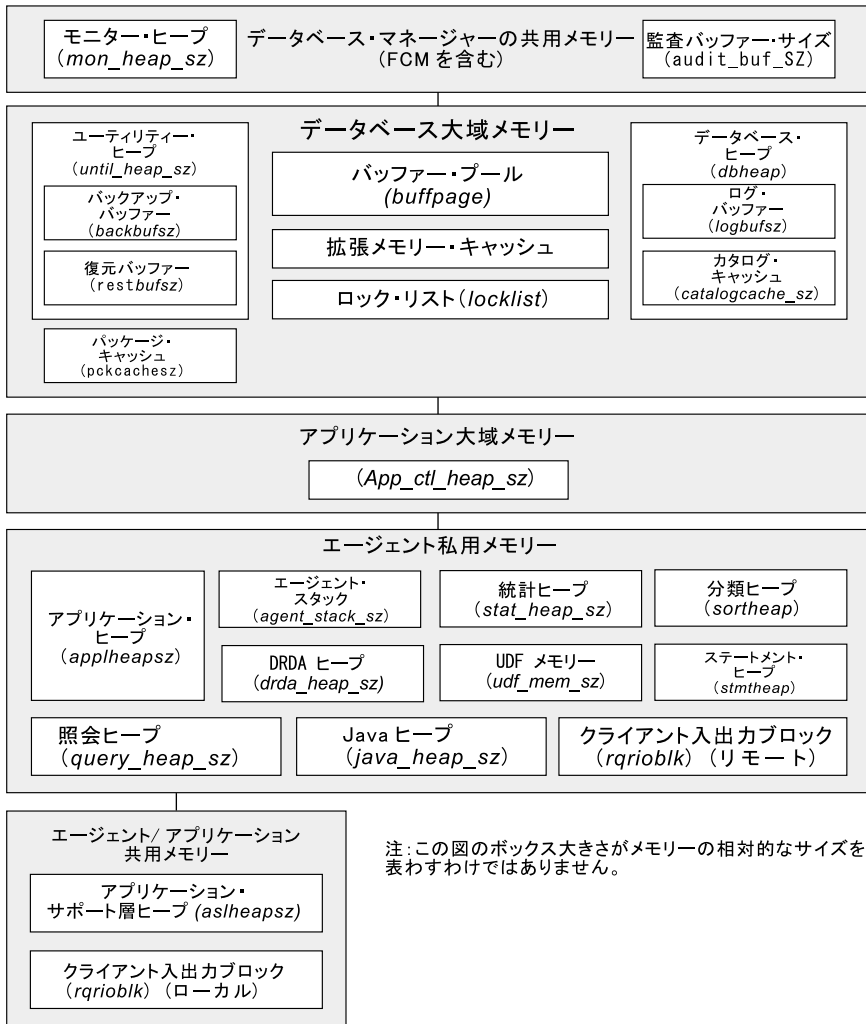 モニター・ヒープ
(mon_heap_sz)
データベース・マネージャーの共用メモリー
(FCM を含む)
監査バッファー・サイズ
(audit_buf_SZ)
データベース大域メモリー
ユーティリティー・
ヒープ
(until_heap_sz)
バックアップ・
バッファー
(backbufsz)
復元バッファー
(restbufsz)
パッケージ・
キャッシュ
(pckcachesz)
バッファー・プール
(buffpage)
拡張メモリー・キャッシュ
ロック・リスト(locklist)
データベース・
ヒープ
(dbheap)
ログ・
バッファー
(logbufsz)
カタログ・
キャッシュ
(catalogcache_sz)
アプリケーション大域メモリー
(App_ctl_heap_sz)
エージェント私用メモリー
アプリケーション・
ヒープ
(applheapsz)
エージェント・
スタック
(agent_stack_sz)
統計ヒープ
(stat_heap_sz)
分類ヒープ
(sortheap)
DRDA ヒープ
(drda_heap_sz)
UDF メモリー
(udf_mem_sz)
ステートメント・
ヒープ
(stmtheap)
照会ヒープ
(query_heap_sz)
Java ヒープ
(java_heap_sz)
クライアント入出力ブロック
(rqrioblk) (リモート)
エージェント/ アプリケーション
共用メモリー
アプリケーション・
サポート層ヒープ (aslheapsz)
クライアント入出力ブロック
(rqrioblk) (ローカル)
注:この図のボックス大きさがメモリーの相対的なサイズを
表わすわけではありません。